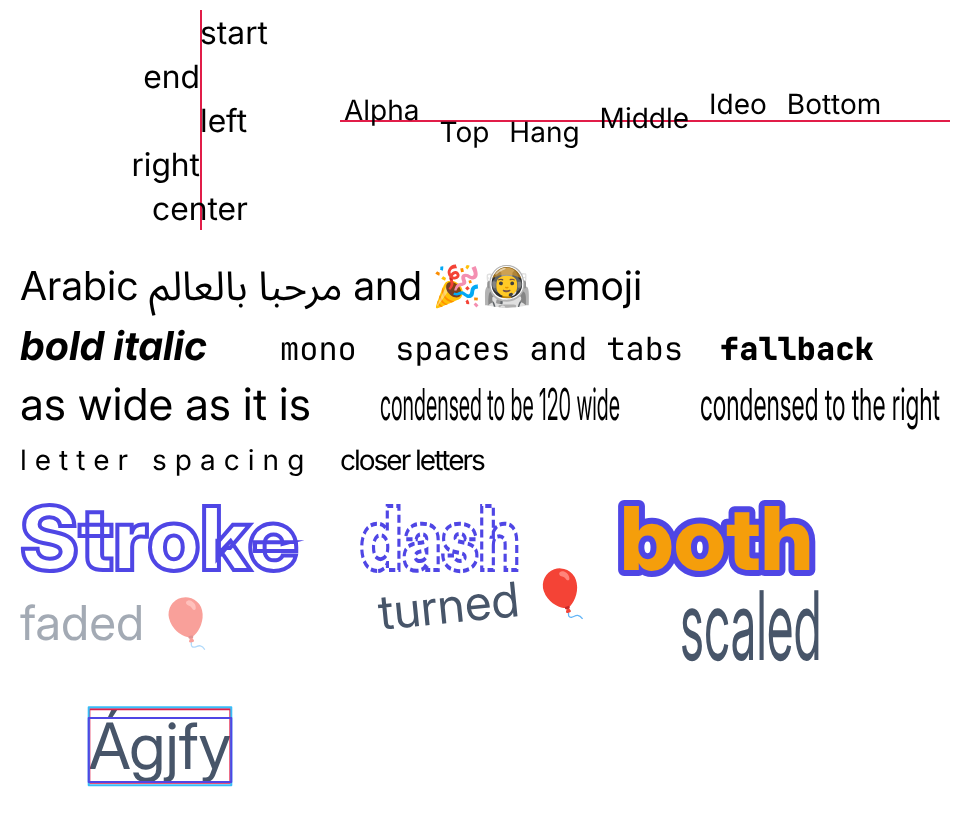 start
end
left
right
center
Alpha Top Hang Middle Ideo Bottom
Arabic مرحبا بالعالم and 🎉🧑‍🚀 emoji
bold italic mono  spaces and tabs fallback
as wide as it is condensed to be 120 wide condensed to the right
letter spacing closer letters
Stroke dash both
faded 🎈 turned 🎈 scaled
Ágjfy